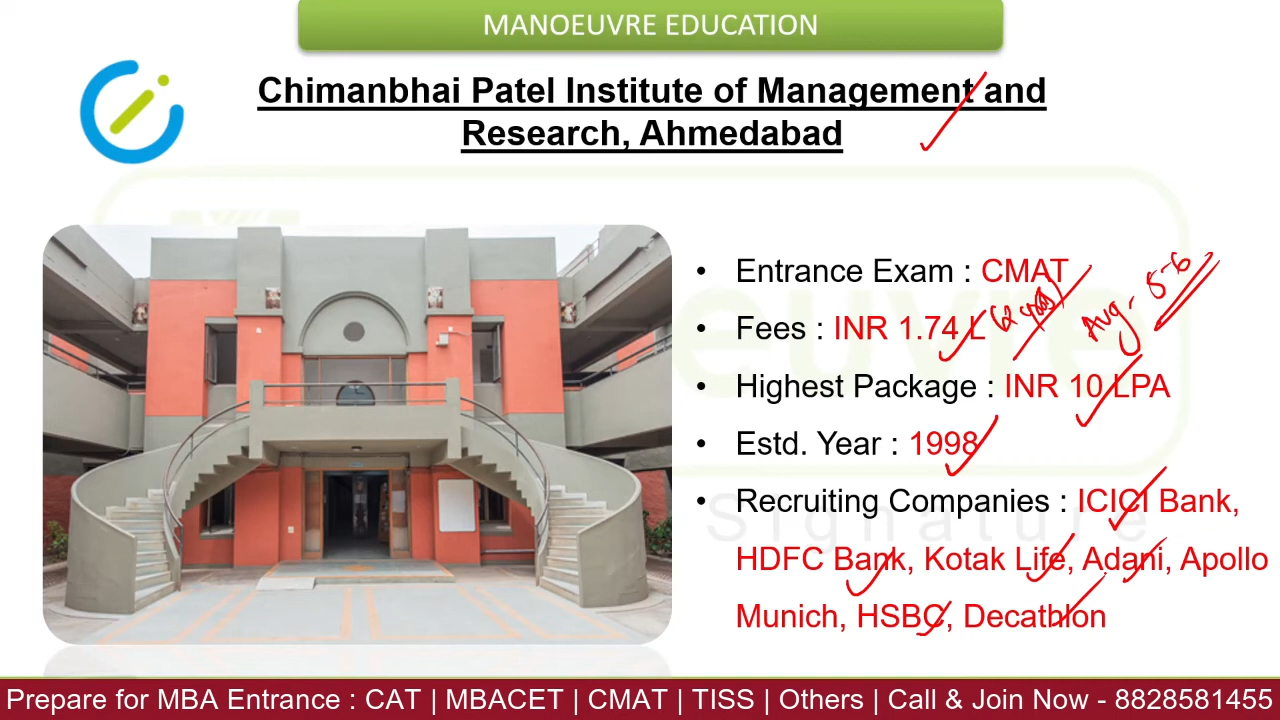 MANOEUVRE EDUCATION
Chimanbhai Patel Institute of Management and
Research, Ahmedabad
• Entrance Exam : CMAT
• Fees : INR 1.74 L
Avg - 5-6
• Highest Package : INR 10 LPA
• Estd. Year : 1998
• Recruiting Companies : ICICI Bank,
Signature
HDFC Bank, Kotak Life, Adani, Apollo
Munich, HSBC, Decathlon
Prepare for MBA Entrance : CAT | MBACET | CMAT | TISS | Others | Call & Join Now - 8828581455